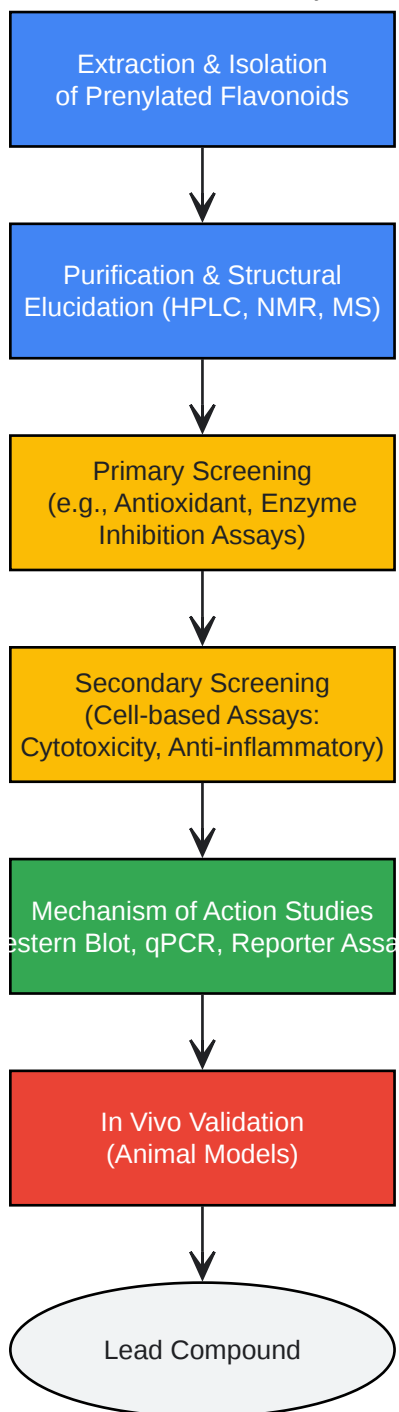 Extraction & Isolation
of Prenylated Flavonoids
Purification & Structural
Elucidation (HPLC, NMR, MS)
Primary Screening
(e.g., Antioxidant, Enzyme
Inhibition Assays)
Secondary Screening
(Cell-based Assays:
Cytotoxicity, Anti-inflammatory)
Mechanism of Action Studies
estern Blot, qPCR, Reporter Assa
In Vivo Validation
(Animal Models)
Lead Compound